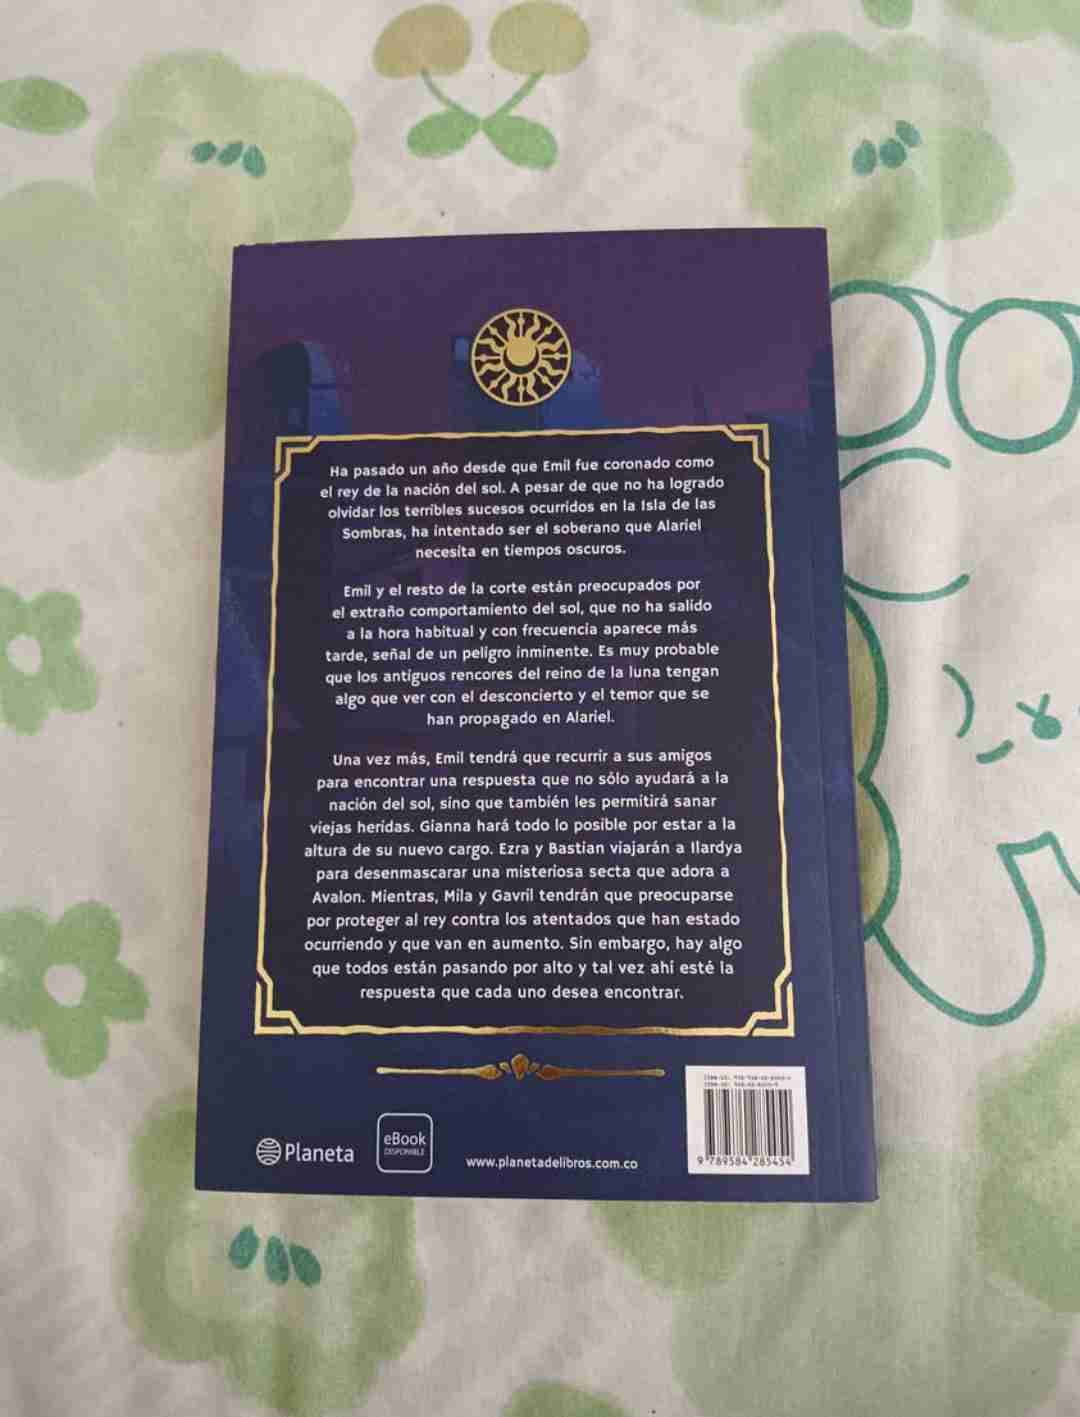 Ha pasado un año desde que Emil fue coronado como
el rey de la nación del sol. A pesar de que no ha logrado
olvidar los terribles sucesos ocurridos en la Isla de las
Sombras, ha intentado ser el soberano que Alariel
necesita en tiempos oscuros.
Emil y el resto de la corte están preocupados por
el extraño comportamiento del sol, que no ha salido
a la hora habitual y con frecuencia aparece más
tarde, señal de un peligro inminente. Es muy probable
que los antiguos rencores del reino de la luna tengan
algo que ver con el desconcierto y el temor que se
han propagado en Alariel.
Una vez más, Emil tendrá que recurrir a sus amigos
para encontrar una respuesta que no sólo ayudará a la
nación del sol, sino que también les permitirá sanar
viejas heridas. Gianna hará todo lo posible por estar a la
altura de su nuevo cargo. Ezra y Bastian viajarán a Ilardya
para desenmascarar una misteriosa secta que adora a
Avalon. Mientras, Mila y Gavril tendrán que preocuparse
por proteger al rey contra los atentados que han estado
ocurriendo y que van en aumento. Sin embargo, hay algo
que todos están pasando por alto y tal vez ahí esté la
respuesta que cada uno desea encontrar.
Planeta
eBook
DISPONIBLE
www.planetadelibros.com.co
9 789584 285454